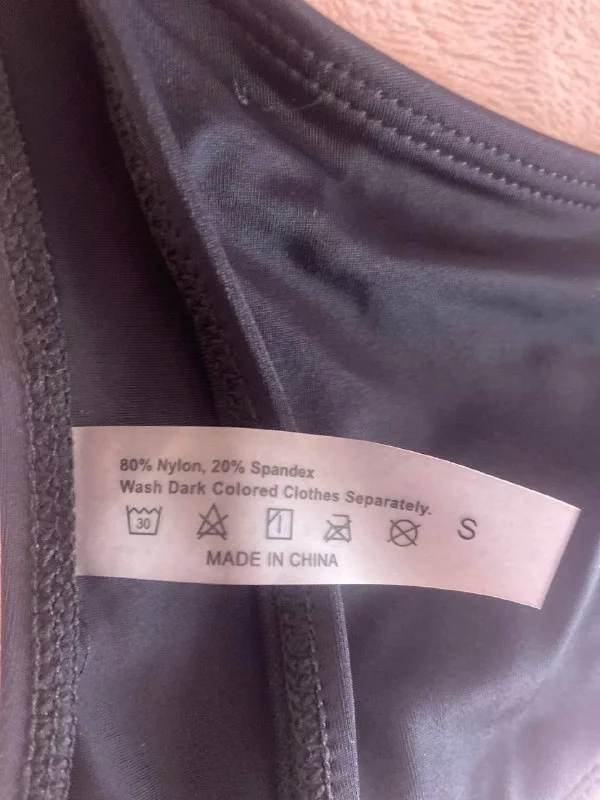 80% Nylon, 20% Spandex
Wash Dark Colored Clothes Separately.
30 S
MADE IN CHINA